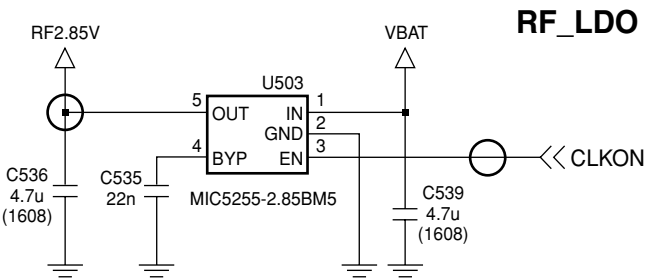 RF_LDO
RF2.85V
VBAT
U503
5
OUT
IN
1
GND
2
4
BYP
EN
3
CLKON
C536
4.7u
(1608)
C535
22n
MIC5255-2.85BM5
C539
4.7u
(1608)